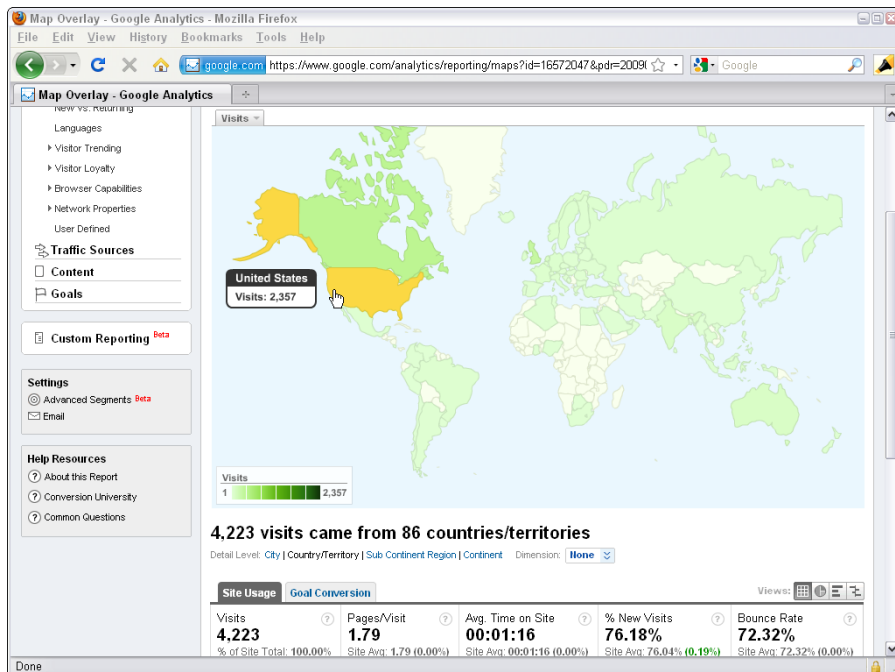 Map Overlay - Google Analytics - Mozilla Firefox
File Edit View History Bookmarks Tools Help
google.com https://www.google.com/analytics/reporting/maps?id=16572047&pdr=2009( Google
Map Overlay - Google Analytics
New vs. Returning
Languages
Visitor Trending
Visitor Loyalty
Browser Capabilities
Network Properties
User Defined
Traffic Sources
Content
Goals
Custom Reporting Beta
Settings
Advanced Segments Beta
Email
Help Resources
? About this Report
? Conversion University
? Common Questions
Visits
United States
Visits: 2,357
Visits
1 2,357
4,223 visits came from 86 countries/territories
Detail Level: City | Country/Territory | Sub Continent Region | Continent Dimension: None
Site Usage Goal Conversion Views:
Visits ? Pages/Visit ? Avg. Time on Site ? % New Visits ? Bounce Rate ?
4,223 1.79 00:01:16 76.18% 72.32%
% of Site Total: 100.00% Site Avg: 1.79 (0.00%) Site Avg: 00:01:16 (0.00%) Site Avg: 76.04% (0.19%) Site Avg: 72.32% (0.00%)
Done